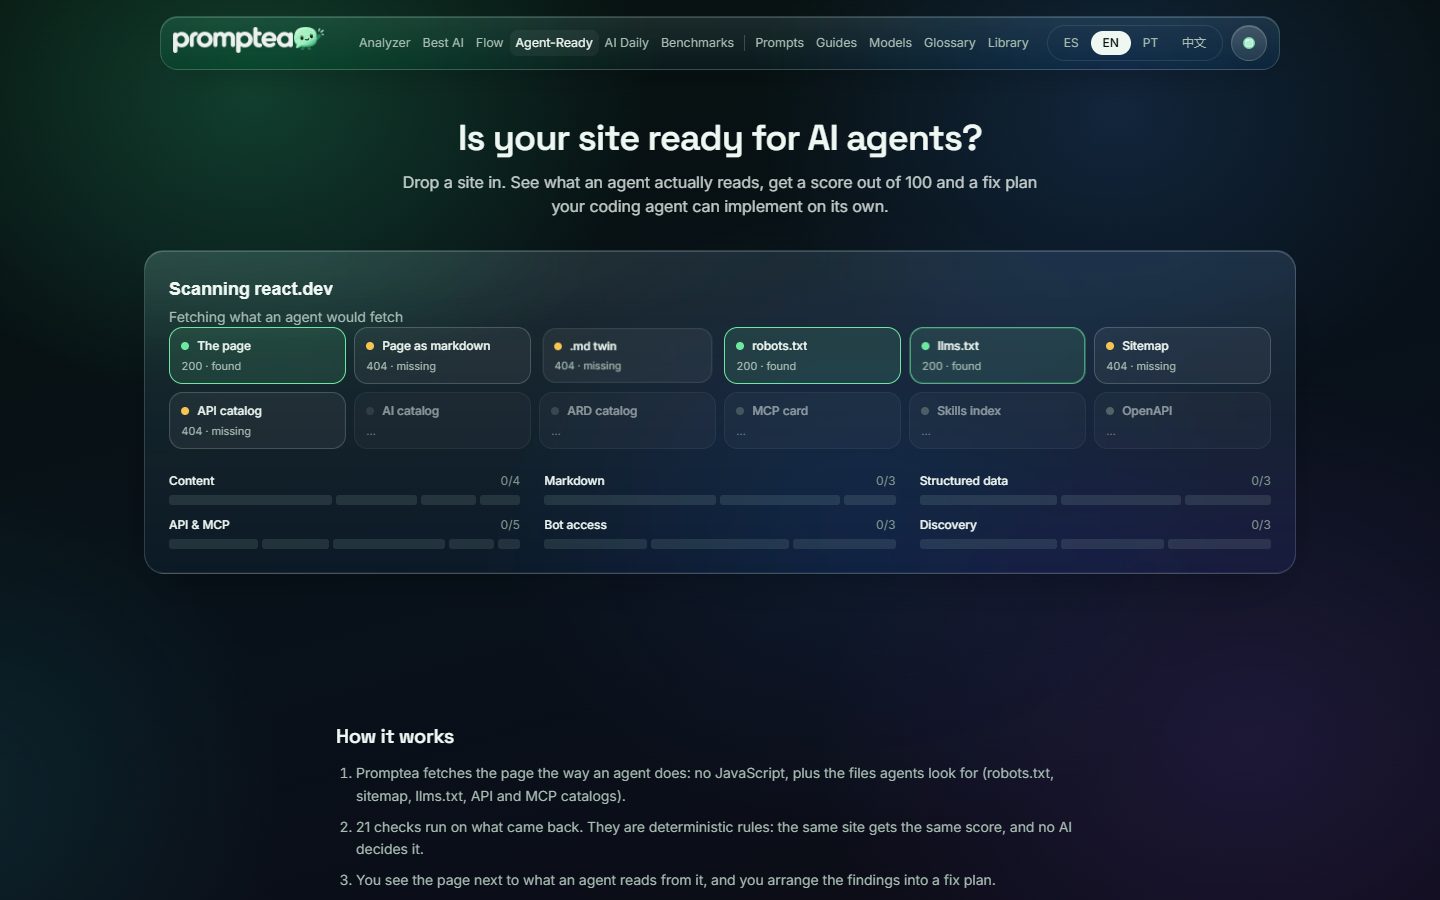 promptea
Analyzer Best AI Flow Agent-Ready AI Daily Benchmarks Prompts Guides Models Glossary Library ES EN PT 中文
Is your site ready for AI agents?
Drop a site in. See what an agent actually reads, get a score out of 100 and a fix plan
your coding agent can implement on its own.
Scanning react.dev
Fetching what an agent would fetch
The page
200 · found
Page as markdown
404 · missing
.md twin
404 · missing
robots.txt
200 · found
llms.txt
200 · found
Sitemap
404 · missing
API catalog
404 · missing
AI catalog
...
ARD catalog
...
MCP card
...
Skills index
...
OpenAPI
...
Content 0/4
Markdown 0/3
Structured data 0/3
API & MCP 0/5
Bot access 0/3
Discovery 0/3
How it works
1. Promptea fetches the page the way an agent does: no JavaScript, plus the files agents look for (robots.txt,
sitemap, llms.txt, API and MCP catalogs).
2. 21 checks run on what came back. They are deterministic rules: the same site gets the same score, and no AI
decides it.
3. You see the page next to what an agent reads from it, and you arrange the findings into a fix plan.